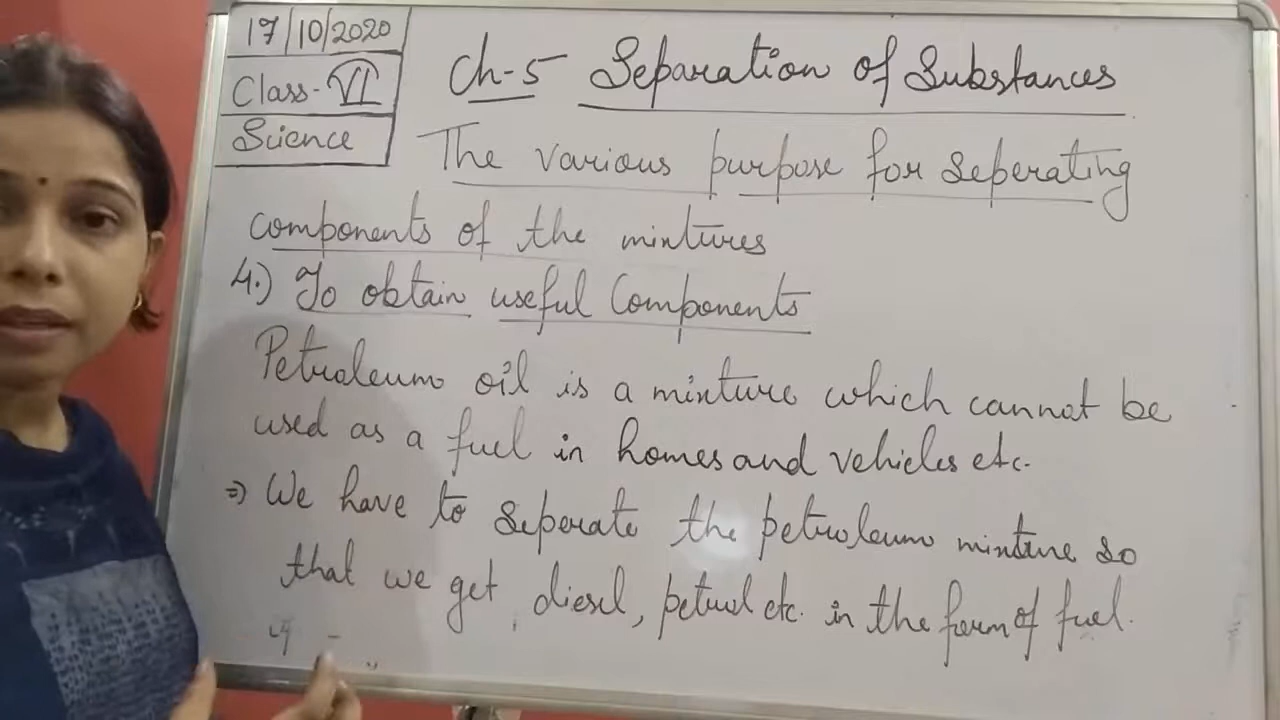 17/10/2020
Class-VI
Science
Ch-5 Separation of Substances
The various purpose for Seperating
components of the mixtures
4.) To obtain useful Components
Petroleum oil is a mixture which cannot be
used as a fuel in homes and vehicles etc.
⇒ We have to seperate the petroleum mixture so
that we get diesel, petrol etc. in the form of fuel.